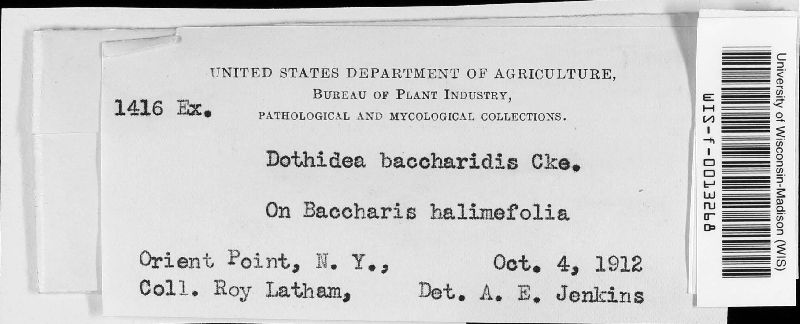 UNITED STATES DEPARTMENT OF AGRICULTURE,
BUREAU OF PLANT INDUSTRY,
1416 Ex.
PATHOLOGICAL AND MYCOLOGICAL COLLECTIONS.
Dothidea baccharidis Cke.
On Baccharis halimefolia
Orient Point, N. Y., Oct. 4, 1912
Coll. Roy Latham, Det. A. E. Jenkins
University of Wisconsin-Madison (WIS)
WIS-f-0013268